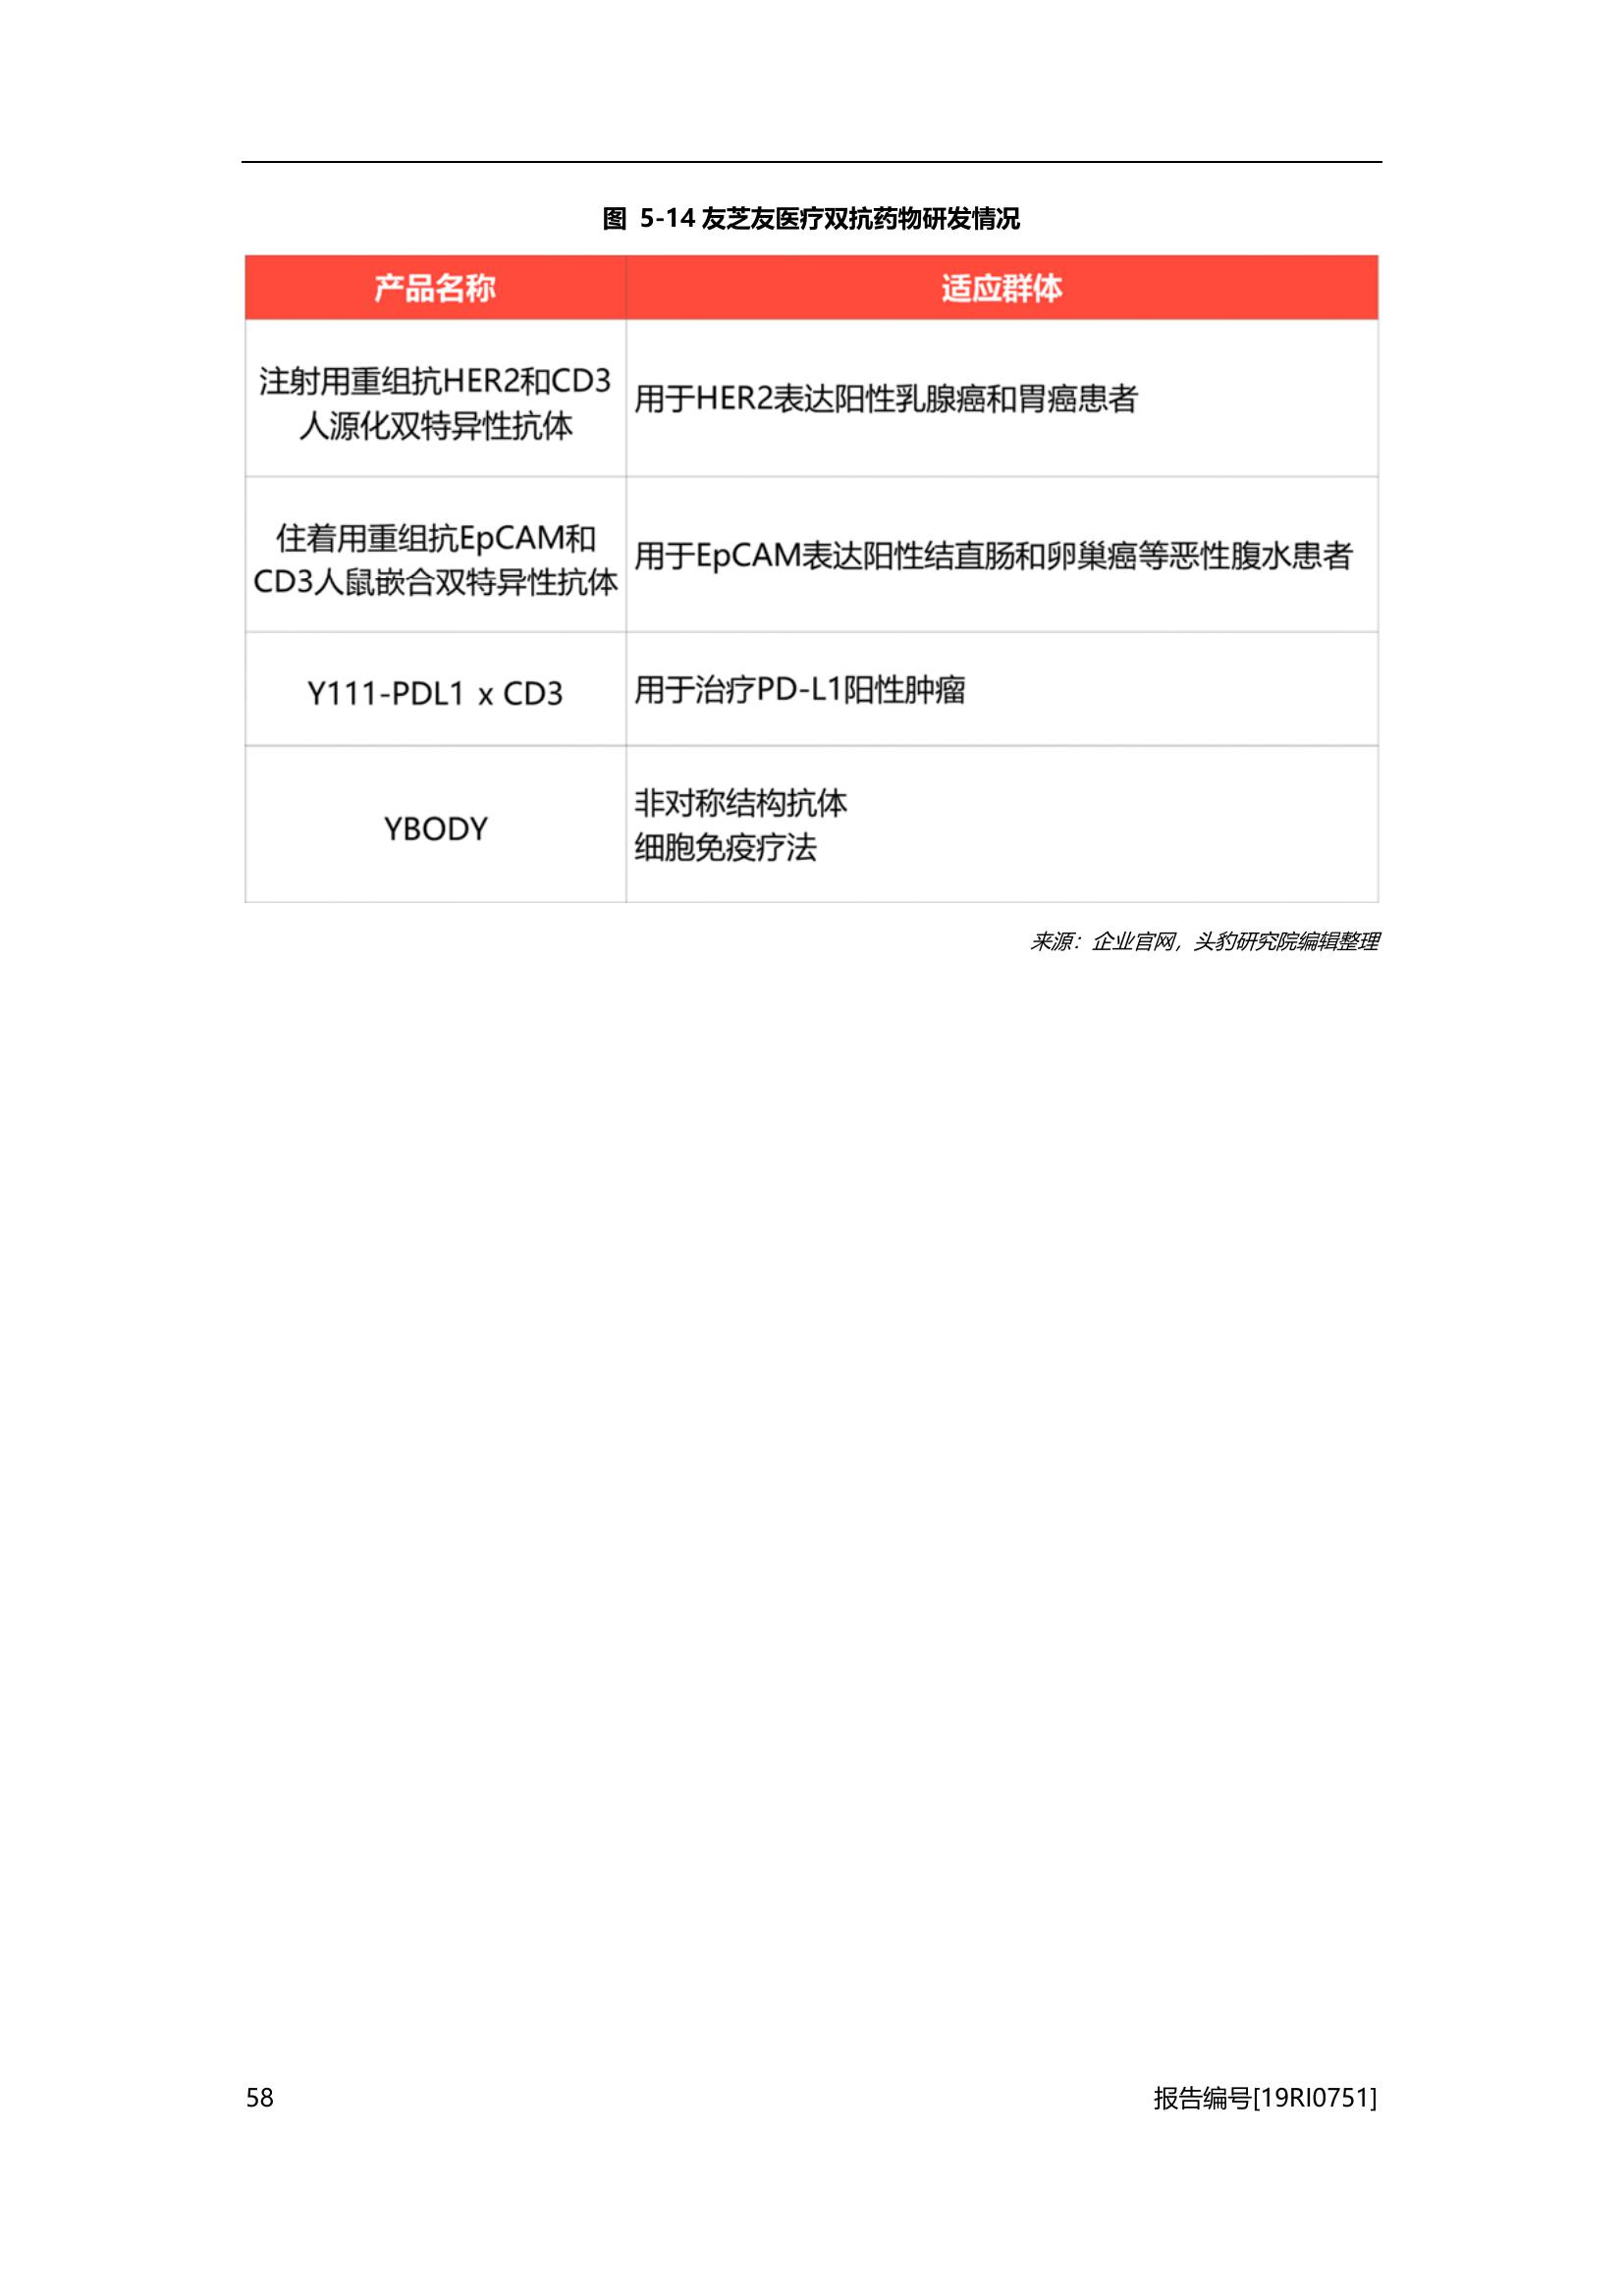 图 5-14 友芝友医疗双抗药物研发情况
产品名称
适应群体
注射用重组抗HER2和CD3
人源化双特异性抗体
用于HER2表达阳性乳腺癌和胃癌患者
住着用重组抗EpCAM和
CD3人鼠嵌合双特异性抗体
用于EpCAM表达阳性结直肠和卵巢癌等恶性腹水患者
Y111-PDL1 x CD3
用于治疗PD-L1阳性肿瘤
YBODY
非对称结构抗体
细胞免疫疗法
来源：企业官网，头豹研究院编辑整理
58
报告编号[19RI0751]